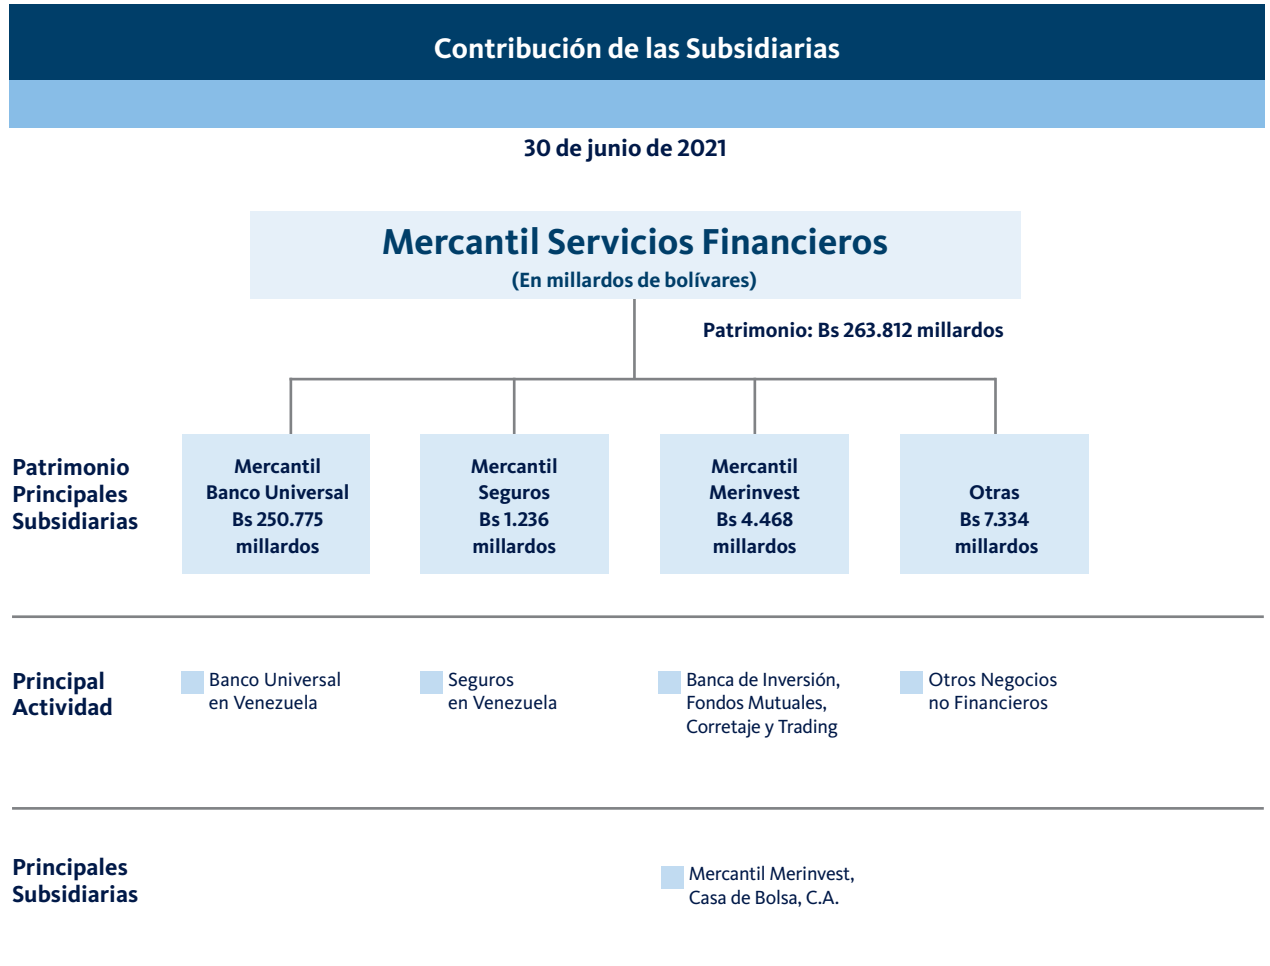 Contribución de las Subsidiarias
30 de junio de 2021
Mercantil Servicios Financieros
(En millardos de bolívares)
Patrimonio: Bs 263.812 millardos
Patrimonio
Principales
Subsidiarias
Mercantil
Banco Universal
Bs 250.775
millardos
Mercantil
Seguros
Bs 1.236
millardos
Mercantil
Merinvest
Bs 4.468
millardos
Otras
Bs 7.334
millardos
Principal
Actividad
Banco Universal
en Venezuela
Seguros
en Venezuela
Banca de Inversión,
Fondos Mutuales,
Corretaje y Trading
Otros Negocios
no Financieros
Principales
Subsidiarias
Mercantil Merinvest,
Casa de Bolsa, C.A.